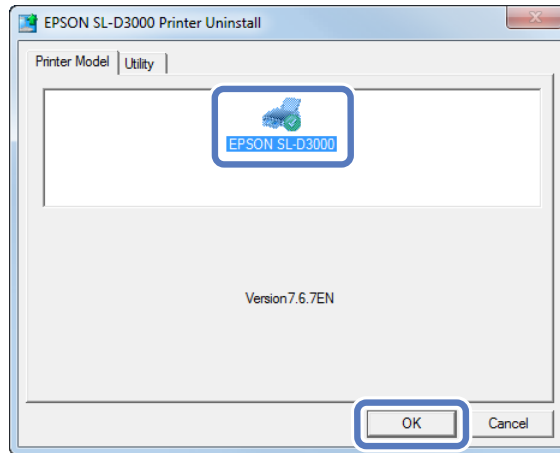 EPSON SL-D3000 Printer Uninstall
Printer Model Utility
EPSON SL-D3000
Version7.6.7EN
OK Cancel